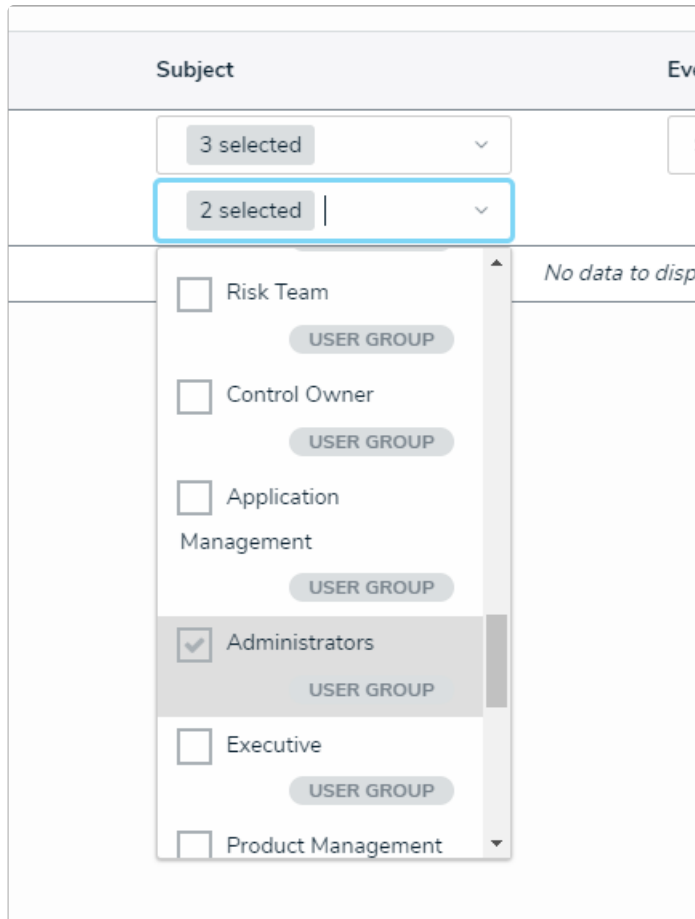 Subject
Eve
3 selected
2 selected
No data to disp
Risk Team
USER GROUP
Control Owner
USER GROUP
Application
Management
USER GROUP
Administrators
USER GROUP
Executive
USER GROUP
Product Management